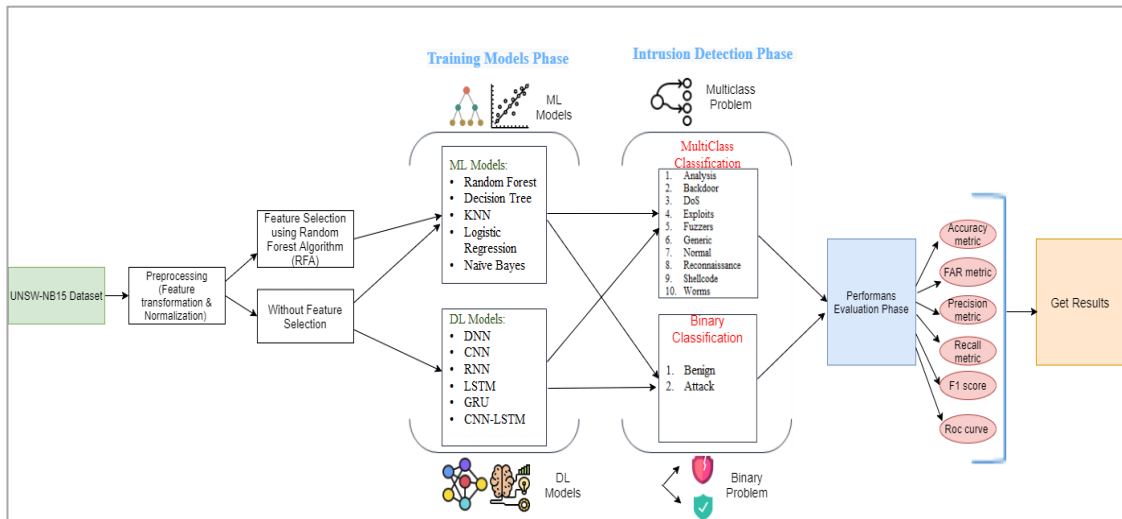 Training Models Phase
Intrusion Detection Phase
ML
Models
Multiclass
Problem
UNSW-NB15 Dataset
Preprocessing
(Feature
transformation &
Normalization)
Feature Selection
using Random
Forest Algorithm
(RFA)
Without Feature
Selection
ML Models:
• Random Forest
• Decision Tree
• KNN
• Logistic
Regression
• Naïve Bayes
DL Models:
• DNN
• CNN
• RNN
• LSTM
• GRU
• CNN-LSTM
DL
Models
MultiClass
Classification
1. Analysis
2. Backdoor
3. DoS
4. Exploits
5. Fuzzers
6. Generic
7. Normal
8. Reconnaissance
9. Shellcode
10. Worms
Binary
Classification
1. Benign
2. Attack
Binary
Problem
Performans
Evaluation Phase
Accuracy
metric
FAR metric
Precision
metric
Recall
metric
F1 score
Roc curve
Get Results